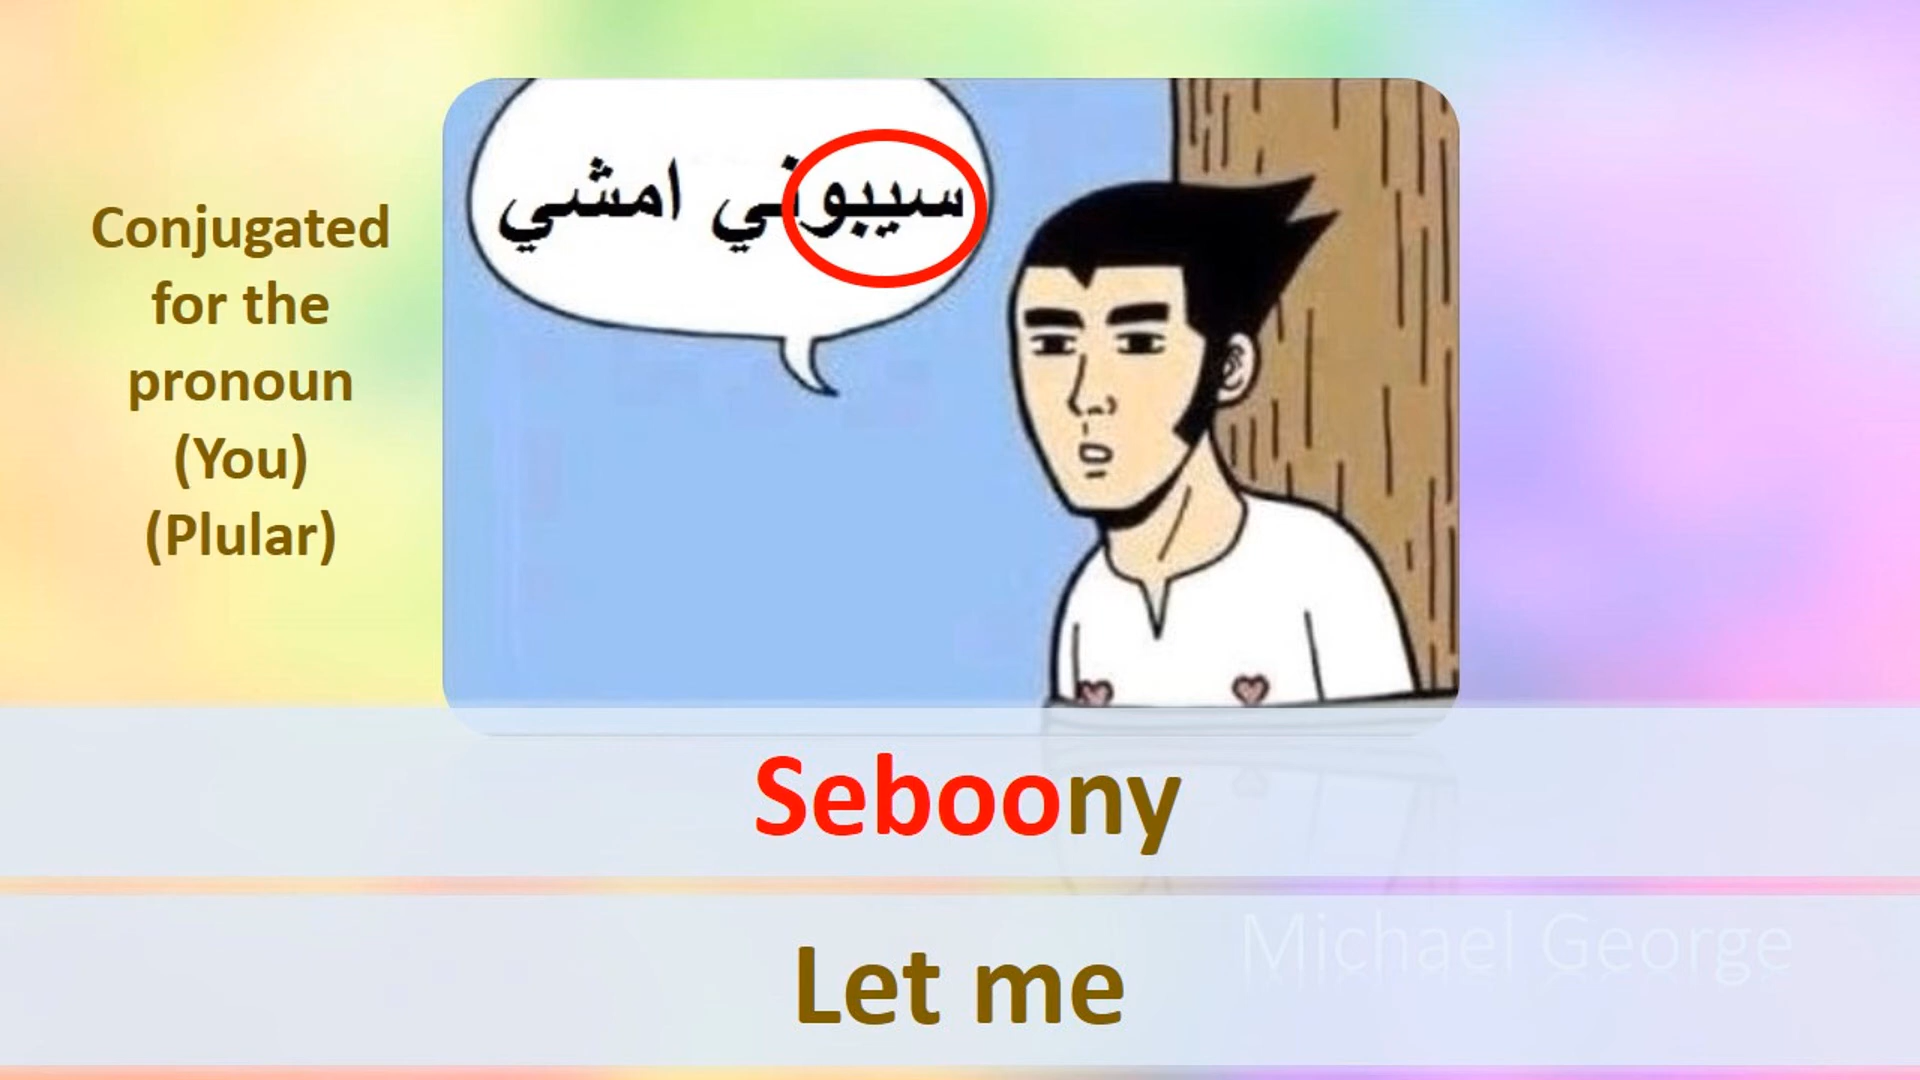 سيبوني امشي
Conjugated
for the
pronoun
(You)
(Plular)
Seboony
Let me
Michael George